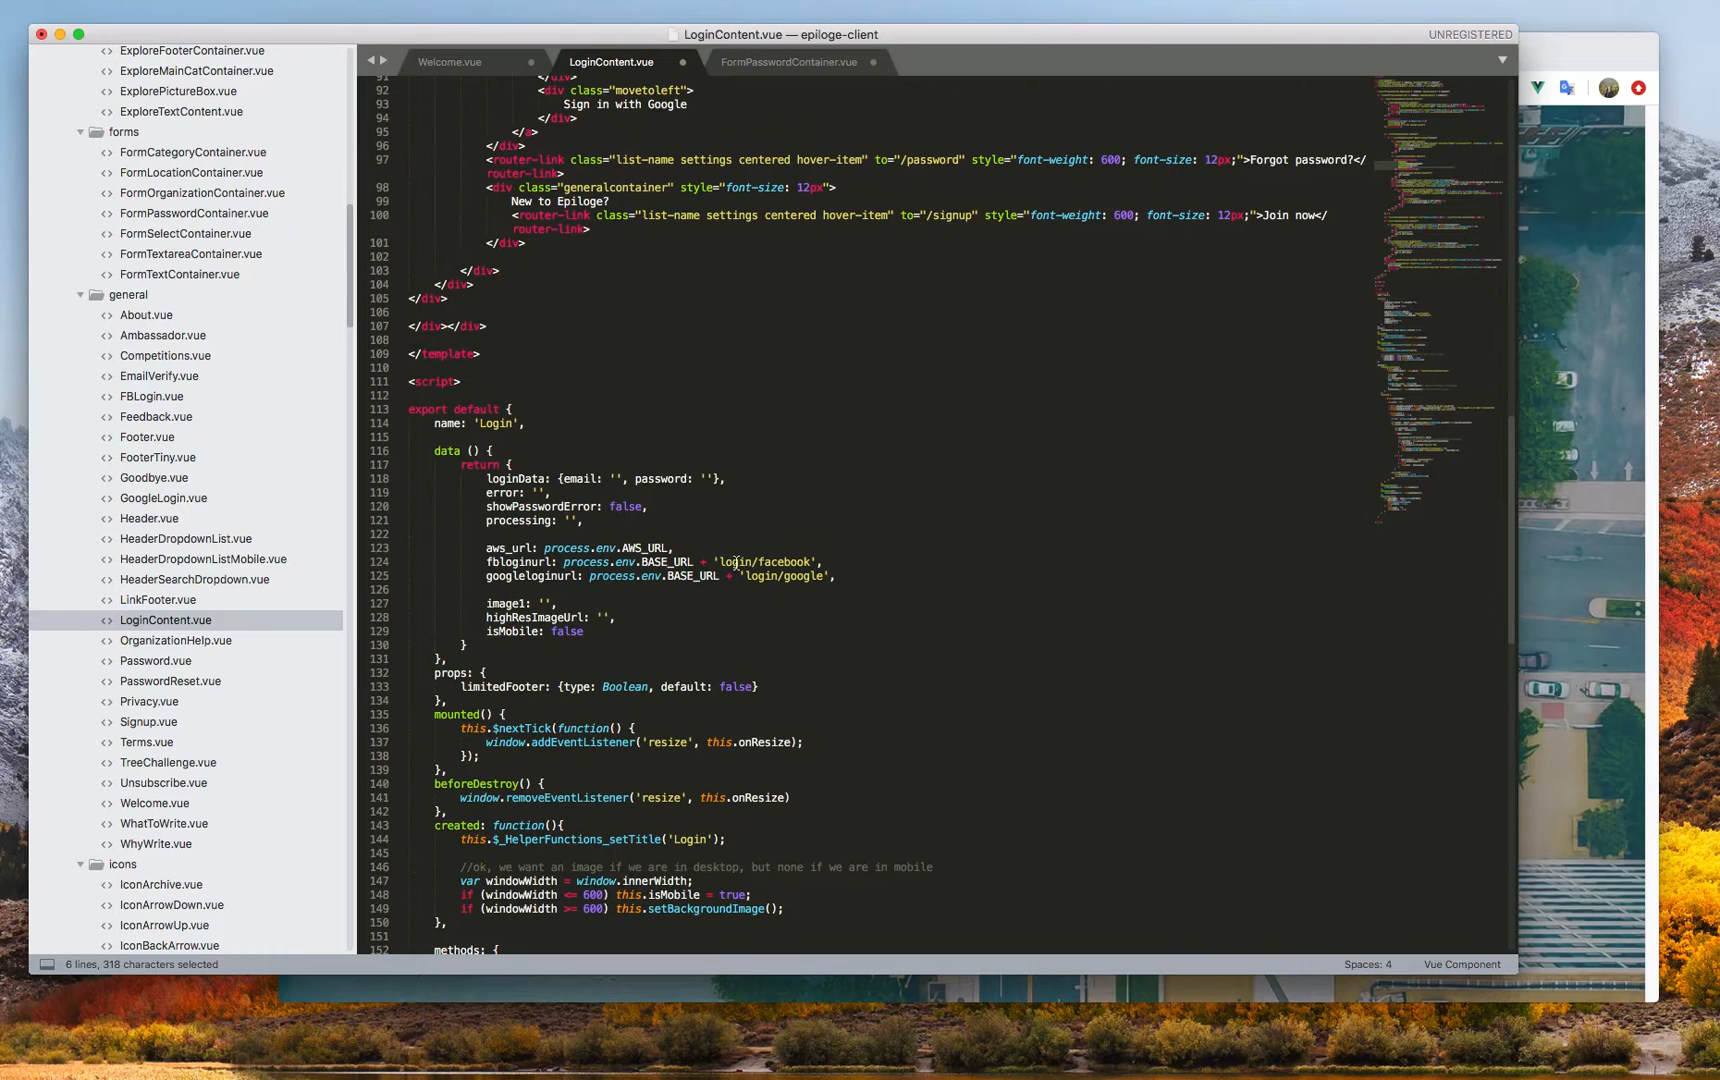 LoginContent.vue — epiloge-client
UNREGISTERED
Welcome.vue
LoginContent.vue
FormPasswordContainer.vue
ExploreFooterContainer.vue
ExploreMainCatContainer.vue
ExplorePictureBox.vue
ExploreTextContent.vue
forms
FormCategoryContainer.vue
FormLocationContainer.vue
FormOrganizationContainer.vue
FormPasswordContainer.vue
FormSelectContainer.vue
FormTextareaContainer.vue
FormTextContainer.vue
general
About.vue
Ambassador.vue
Competitions.vue
EmailVerify.vue
FBLogin.vue
Feedback.vue
Footer.vue
FooterTiny.vue
Goodbye.vue
GoogleLogin.vue
Header.vue
HeaderDropdownList.vue
HeaderDropdownListMobile.vue
HeaderSearchDropdown.vue
LinkFooter.vue
LoginContent.vue
OrganizationHelp.vue
Password.vue
PasswordReset.vue
Privacy.vue
Signup.vue
Terms.vue
TreeChallenge.vue
Unsubscribe.vue
Welcome.vue
WhatToWrite.vue
WhyWrite.vue
icons
IconArchive.vue
IconArrowDown.vue
IconArrowUp.vue
IconBackArrow.vue
91 </div>
92 <div class="movetoleft">
93 Sign in with Google
94 </div>
95 </a>
96 </div>
97 <router-link class="list-name settings centered hover-item" to="/password" style="font-weight: 600; font-size: 12px;">Forgot password?</
router-link>
98 <div class="generalcontainer" style="font-size: 12px">
99 New to Epiloge?
100 <router-link class="list-name settings centered hover-item" to="/signup" style="font-weight: 600; font-size: 12px;">Join now</
router-link>
101 </div>
102
103 </div>
104 </div>
105 </div>
106
107 </div></div>
108
109 </template>
110
111 <script>
112
113 export default {
114 name: 'Login',
115
116 data () {
117 return {
118 loginData: {email: '', password: ''},
119 error: '',
120 showPasswordError: false,
121 processing: '',
122
123 aws_url: process.env.AWS_URL,
124 fbloginurl: process.env.BASE_URL + 'login/facebook',
125 googleloginurl: process.env.BASE_URL + 'login/google',
126
127 image1: '',
128 highResImageUrl: '',
129 isMobile: false
130 }
131 },
132 props: {
133 limitedFooter: {type: Boolean, default: false}
134 },
135 mounted() {
136 this.$nextTick(function() {
137 window.addEventListener('resize', this.onResize);
138 });
139 },
140 beforeDestroy() {
141 window.removeEventListener('resize', this.onResize)
142 },
143 created: function(){
144 this.$_HelperFunctions_setTitle('Login');
145
146 //ok, we want an image if we are in desktop, but none if we are in mobile
147 var windowWidth = window.innerWidth;
148 if (windowWidth <= 600) this.isMobile = true;
149 if (windowWidth >= 600) this.setBackgroundImage();
150 },
151
152 methods: {
6 lines, 318 characters selected
Spaces: 4
Vue Component